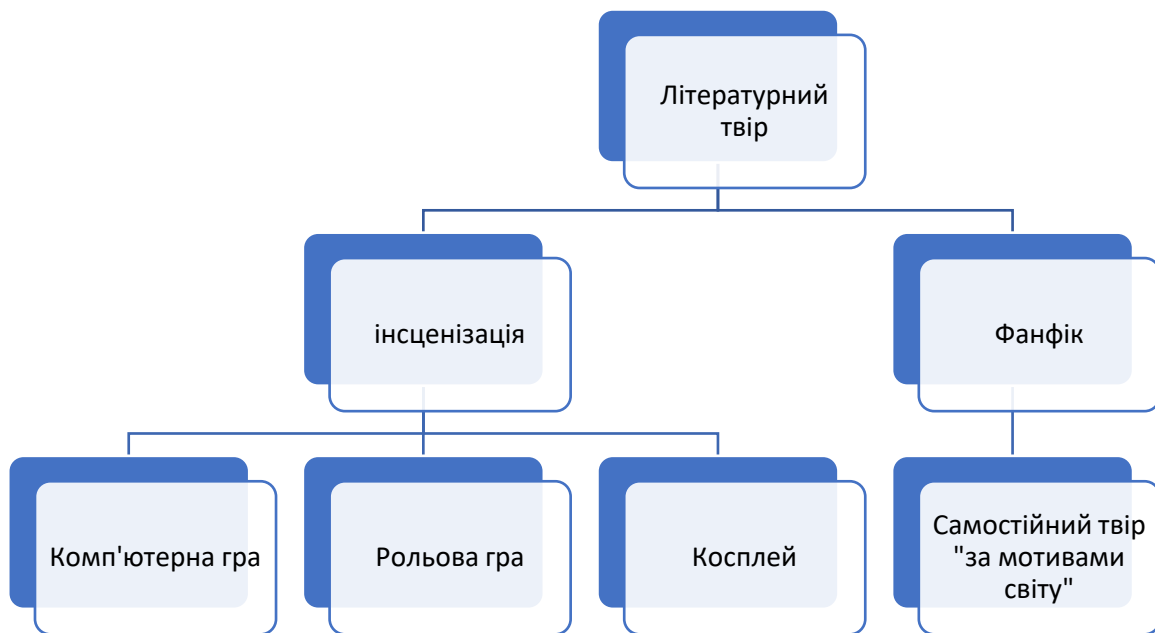 Літературний
твір
інсценізація
Фанфік
Комп'ютерна гра
Рольова гра
Косплей
Самостійний твір
"за мотивами
світу"